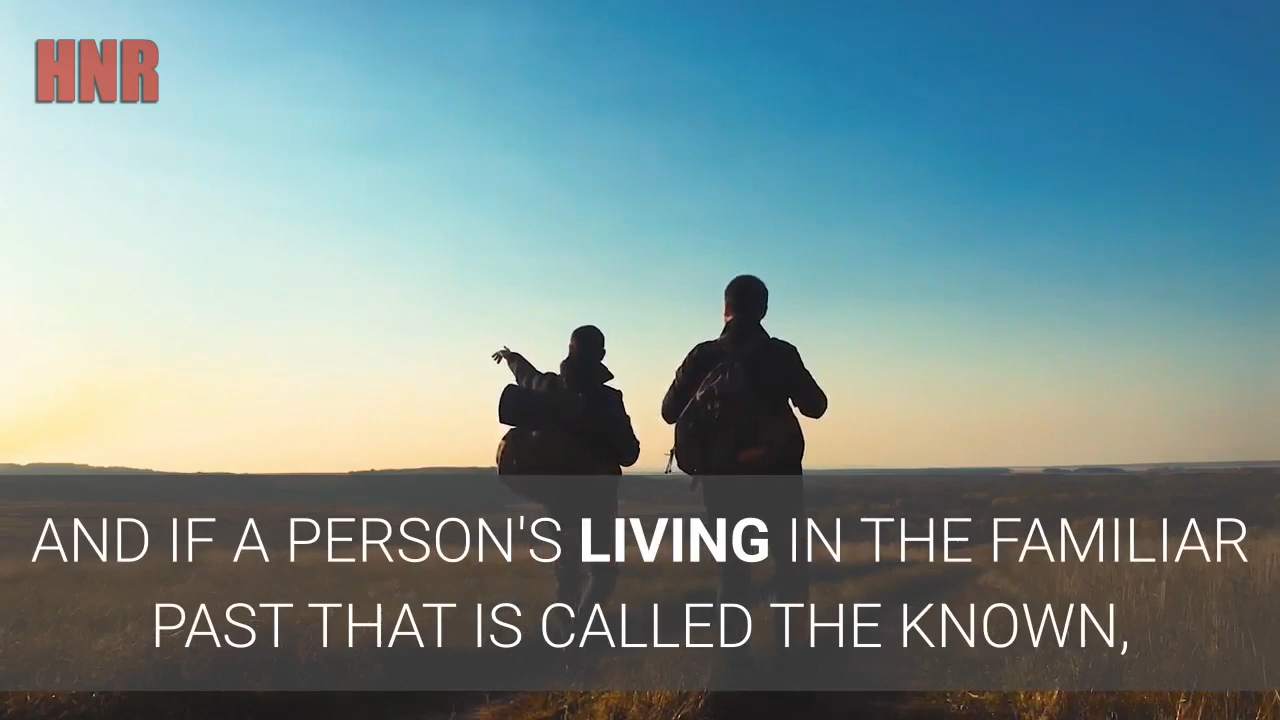 HNR
AND IF A PERSON'S LIVING IN THE FAMILIAR
PAST THAT IS CALLED THE KNOWN,